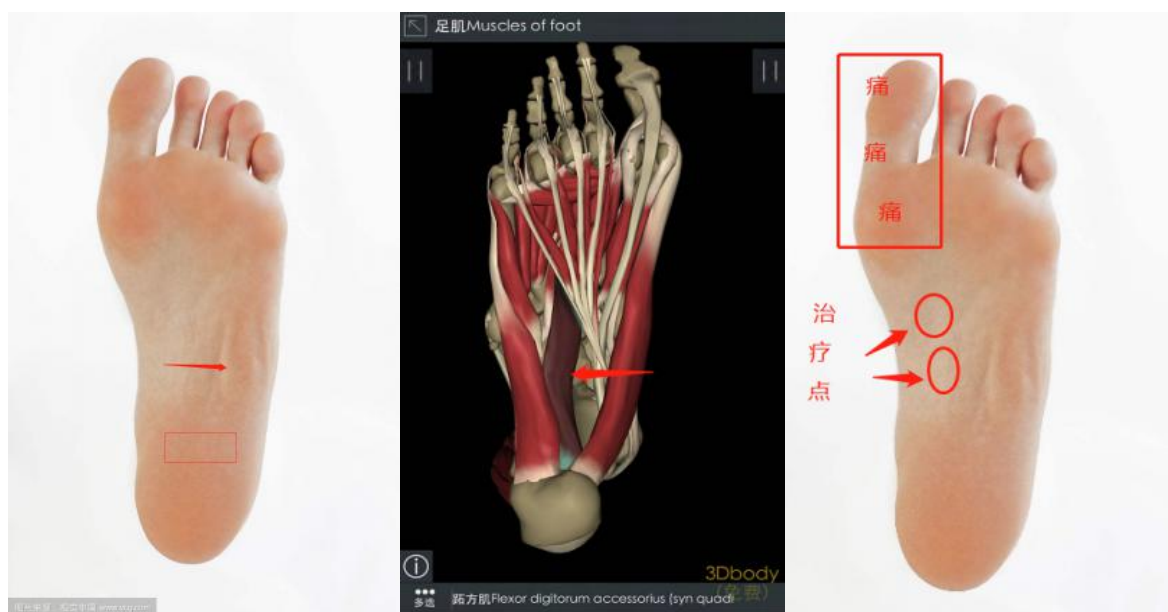 足肌Muscles of foot
3Dbody
(免费)
多选
跖方肌Flexor digitorum accessorius (syn quadi
痛
痛
痛
治
疗
点